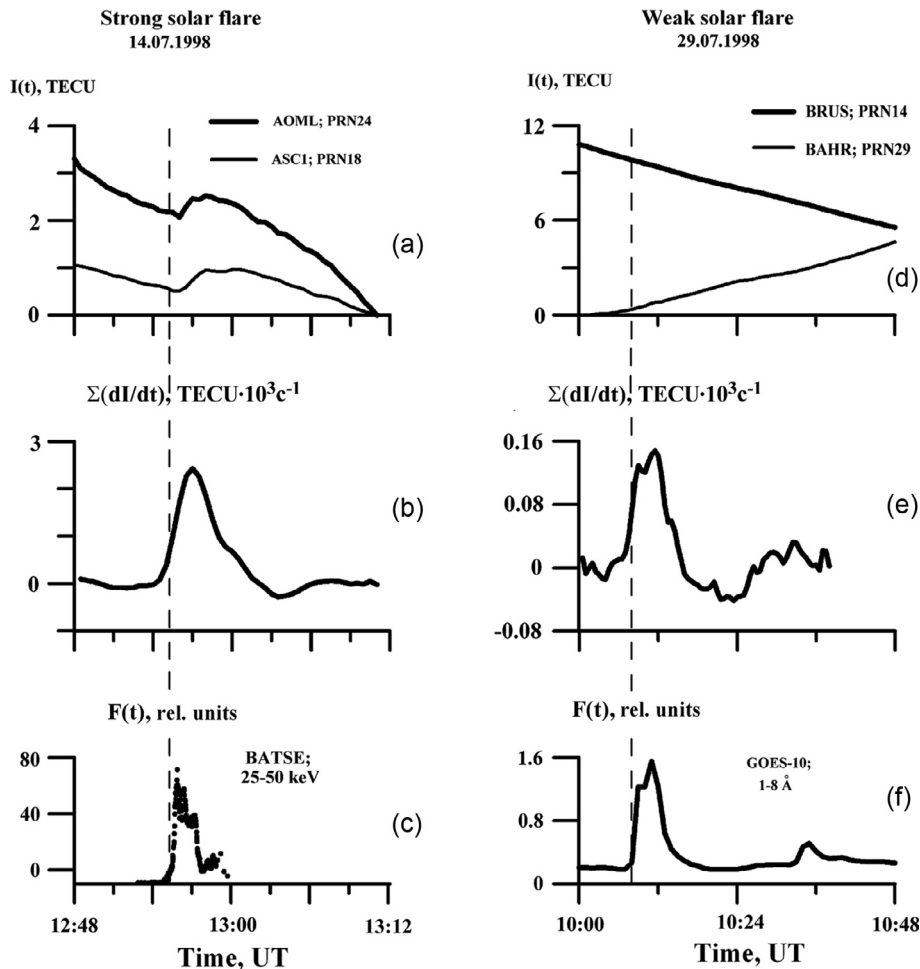 Strong solar flare
14.07.1998
I(t), TECU
4
2
0
AOML; PRN24
ASC1; PRN18
(a)
Σ(dI/dt), TECU·10³c⁻¹
3
0
(b)
F(t), rel. units
80
40
0
BATSE;
25-50 keV
(c)
12:48
13:00
13:12
Time, UT
Weak solar flare
29.07.1998
I(t), TECU
12
6
0
BRUS; PRN14
BAHR; PRN29
(d)
Σ(dI/dt), TECU·10³c⁻¹
0.16
0.08
0
-0.08
(e)
F(t), rel. units
1.6
0.8
0
GOES-10;
1-8 Å
(f)
10:00
10:24
10:48
Time, UT